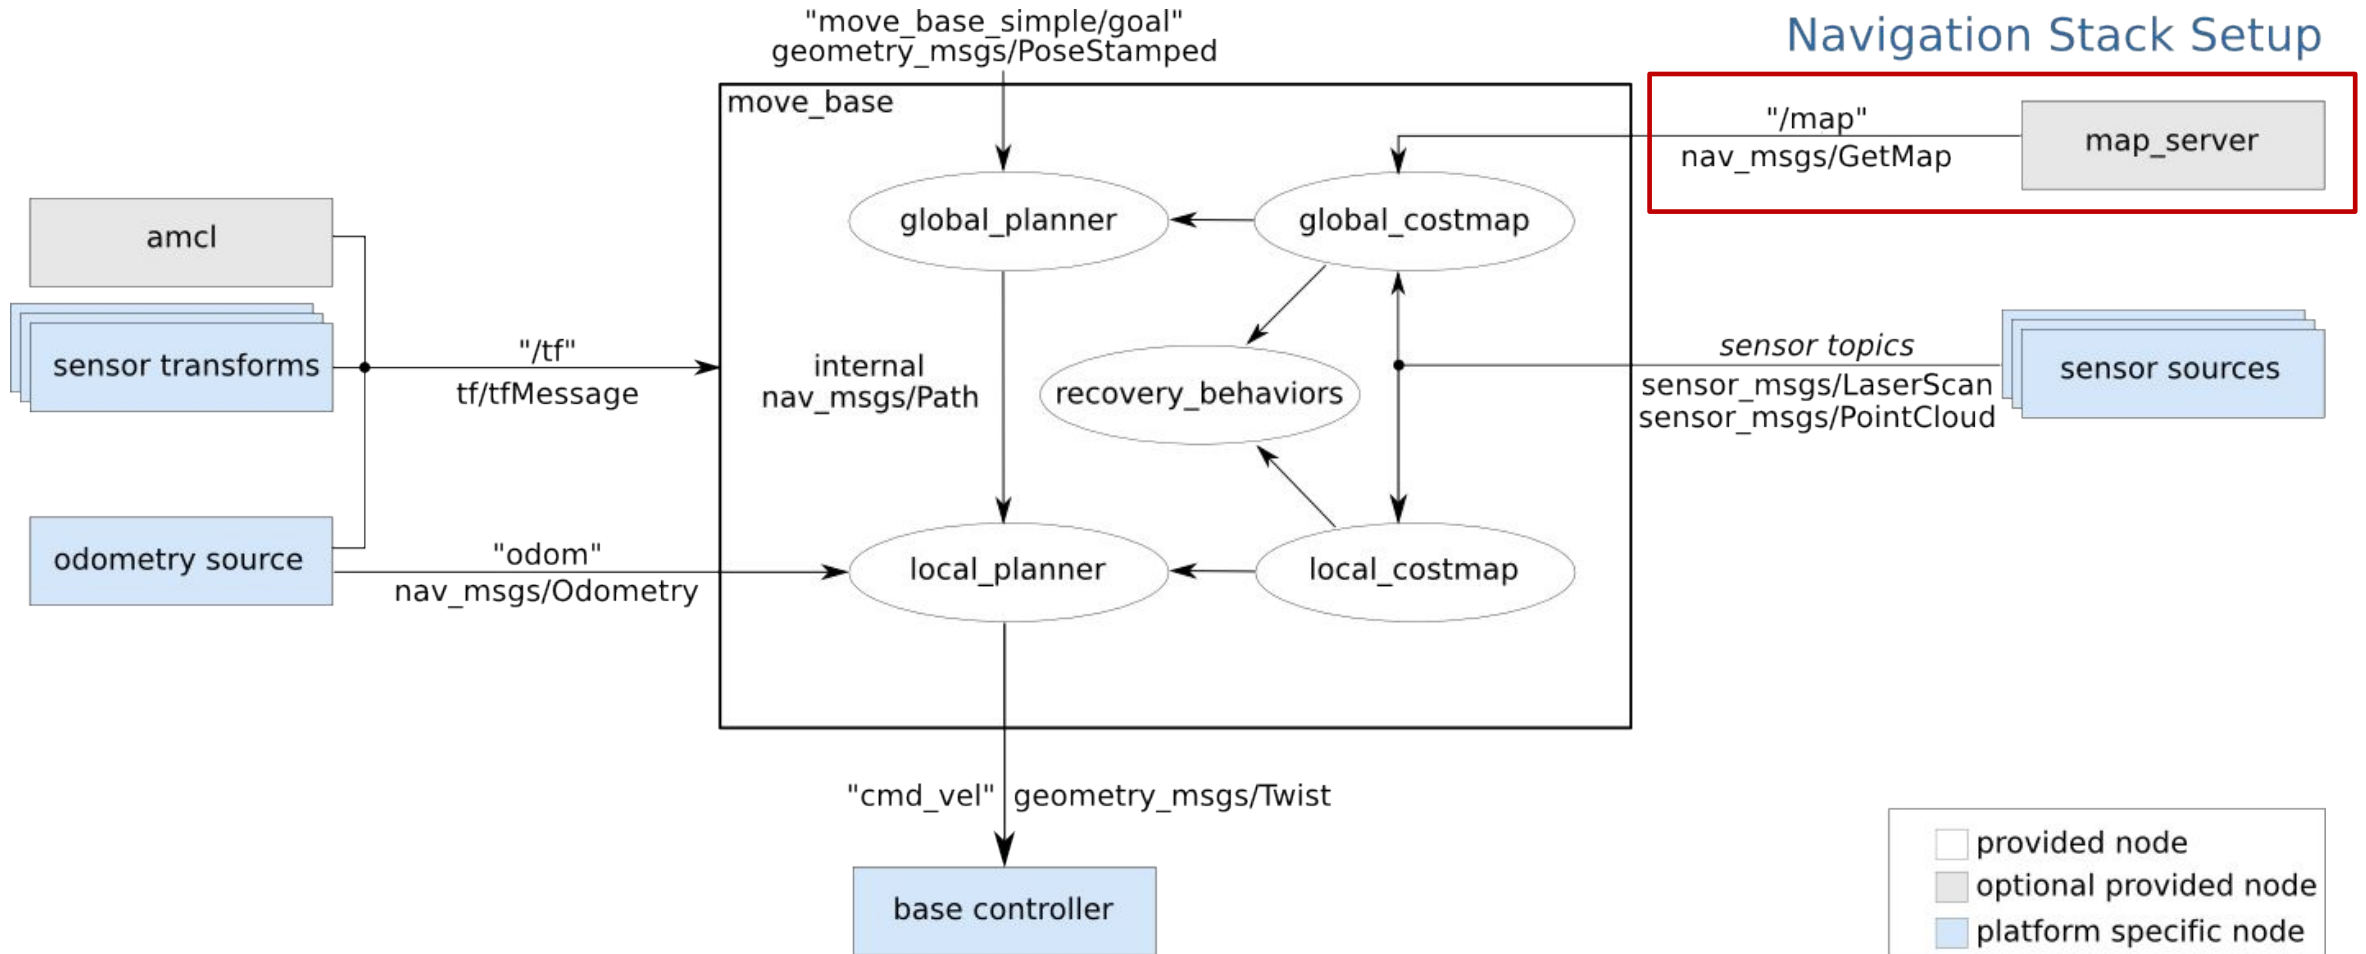 "move_base_simple/goal"
geometry_msgs/PoseStamped
Navigation Stack Setup
move_base
"/map"
nav_msgs/GetMap
map_server
amcl
global_planner
global_costmap
sensor transforms
"/tf"
tf/tfMessage
internal
nav_msgs/Path
recovery_behaviors
sensor topics
sensor_msgs/LaserScan
sensor_msgs/PointCloud
sensor sources
odometry source
"odom"
nav_msgs/Odometry
local_planner
local_costmap
"cmd_vel" geometry_msgs/Twist
base controller
provided node
optional provided node
platform specific node